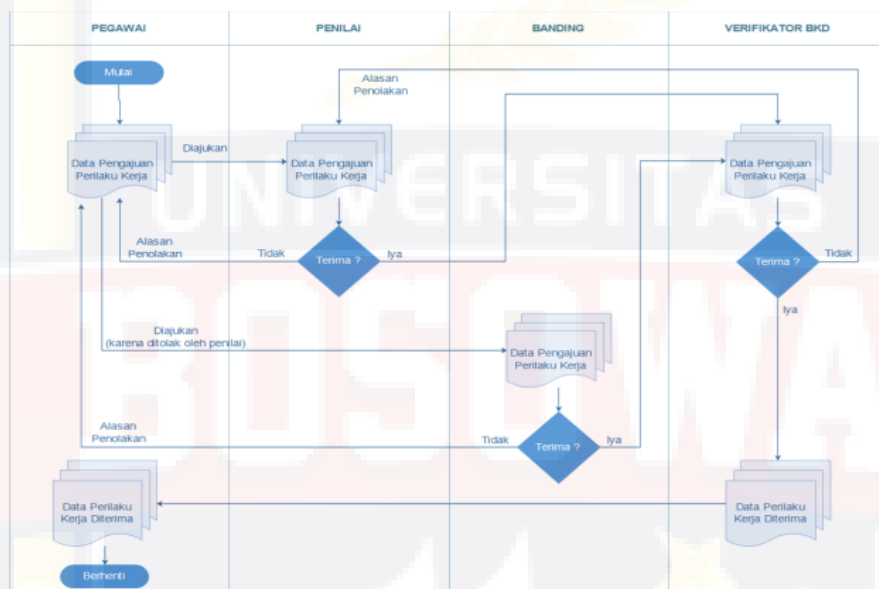 PEGAWAI
PENILAI
BANDING
VERIFIKATOR BKD
Mulai
Alasan
Penolakan
Data Pengajuan
Perilaku Kerja
Diajukan
Data Pengajuan
Perilaku Kerja
Data Pengajuan
Perilaku Kerja
Alasan
Penolakan
Tidak
Terima ?
Iya
Terima ?
Tidak
Iya
Diajukan
(karena ditolak oleh penilai)
Data Pengajuan
Perilaku Kerja
Alasan
Penolakan
Tidak
Terima ?
Iya
Data Perilaku
Kerja Diterima
Data Perilaku
Kerja Diterima
Berhenti
UNIVERSITAS
BOSOWA